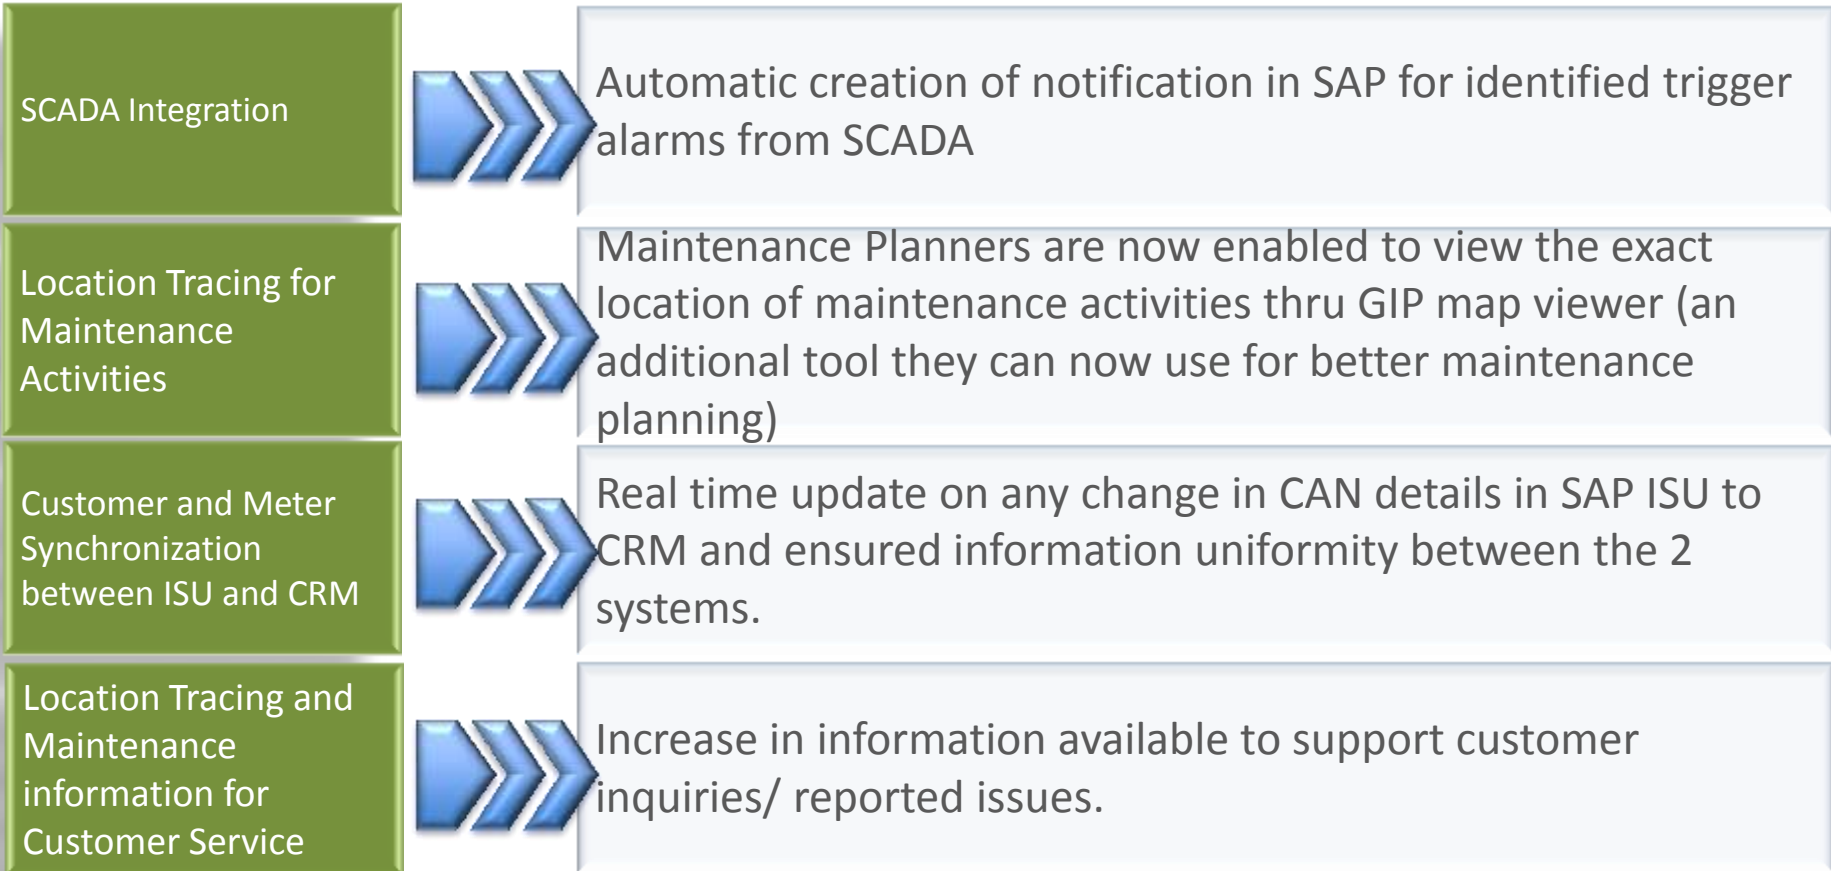 SCADA Integration
Automatic creation of notification in SAP for identified trigger
alarms from SCADA
Location Tracing for
Maintenance
Activities
Maintenance Planners are now enabled to view the exact
location of maintenance activities thru GIP map viewer (an
additional tool they can now use for better maintenance
planning)
Customer and Meter
Synchronization
between ISU and CRM
Real time update on any change in CAN details in SAP ISU to
CRM and ensured information uniformity between the 2
systems.
Location Tracing and
Maintenance
information for
Customer Service
Increase in information available to support customer
inquiries/ reported issues.